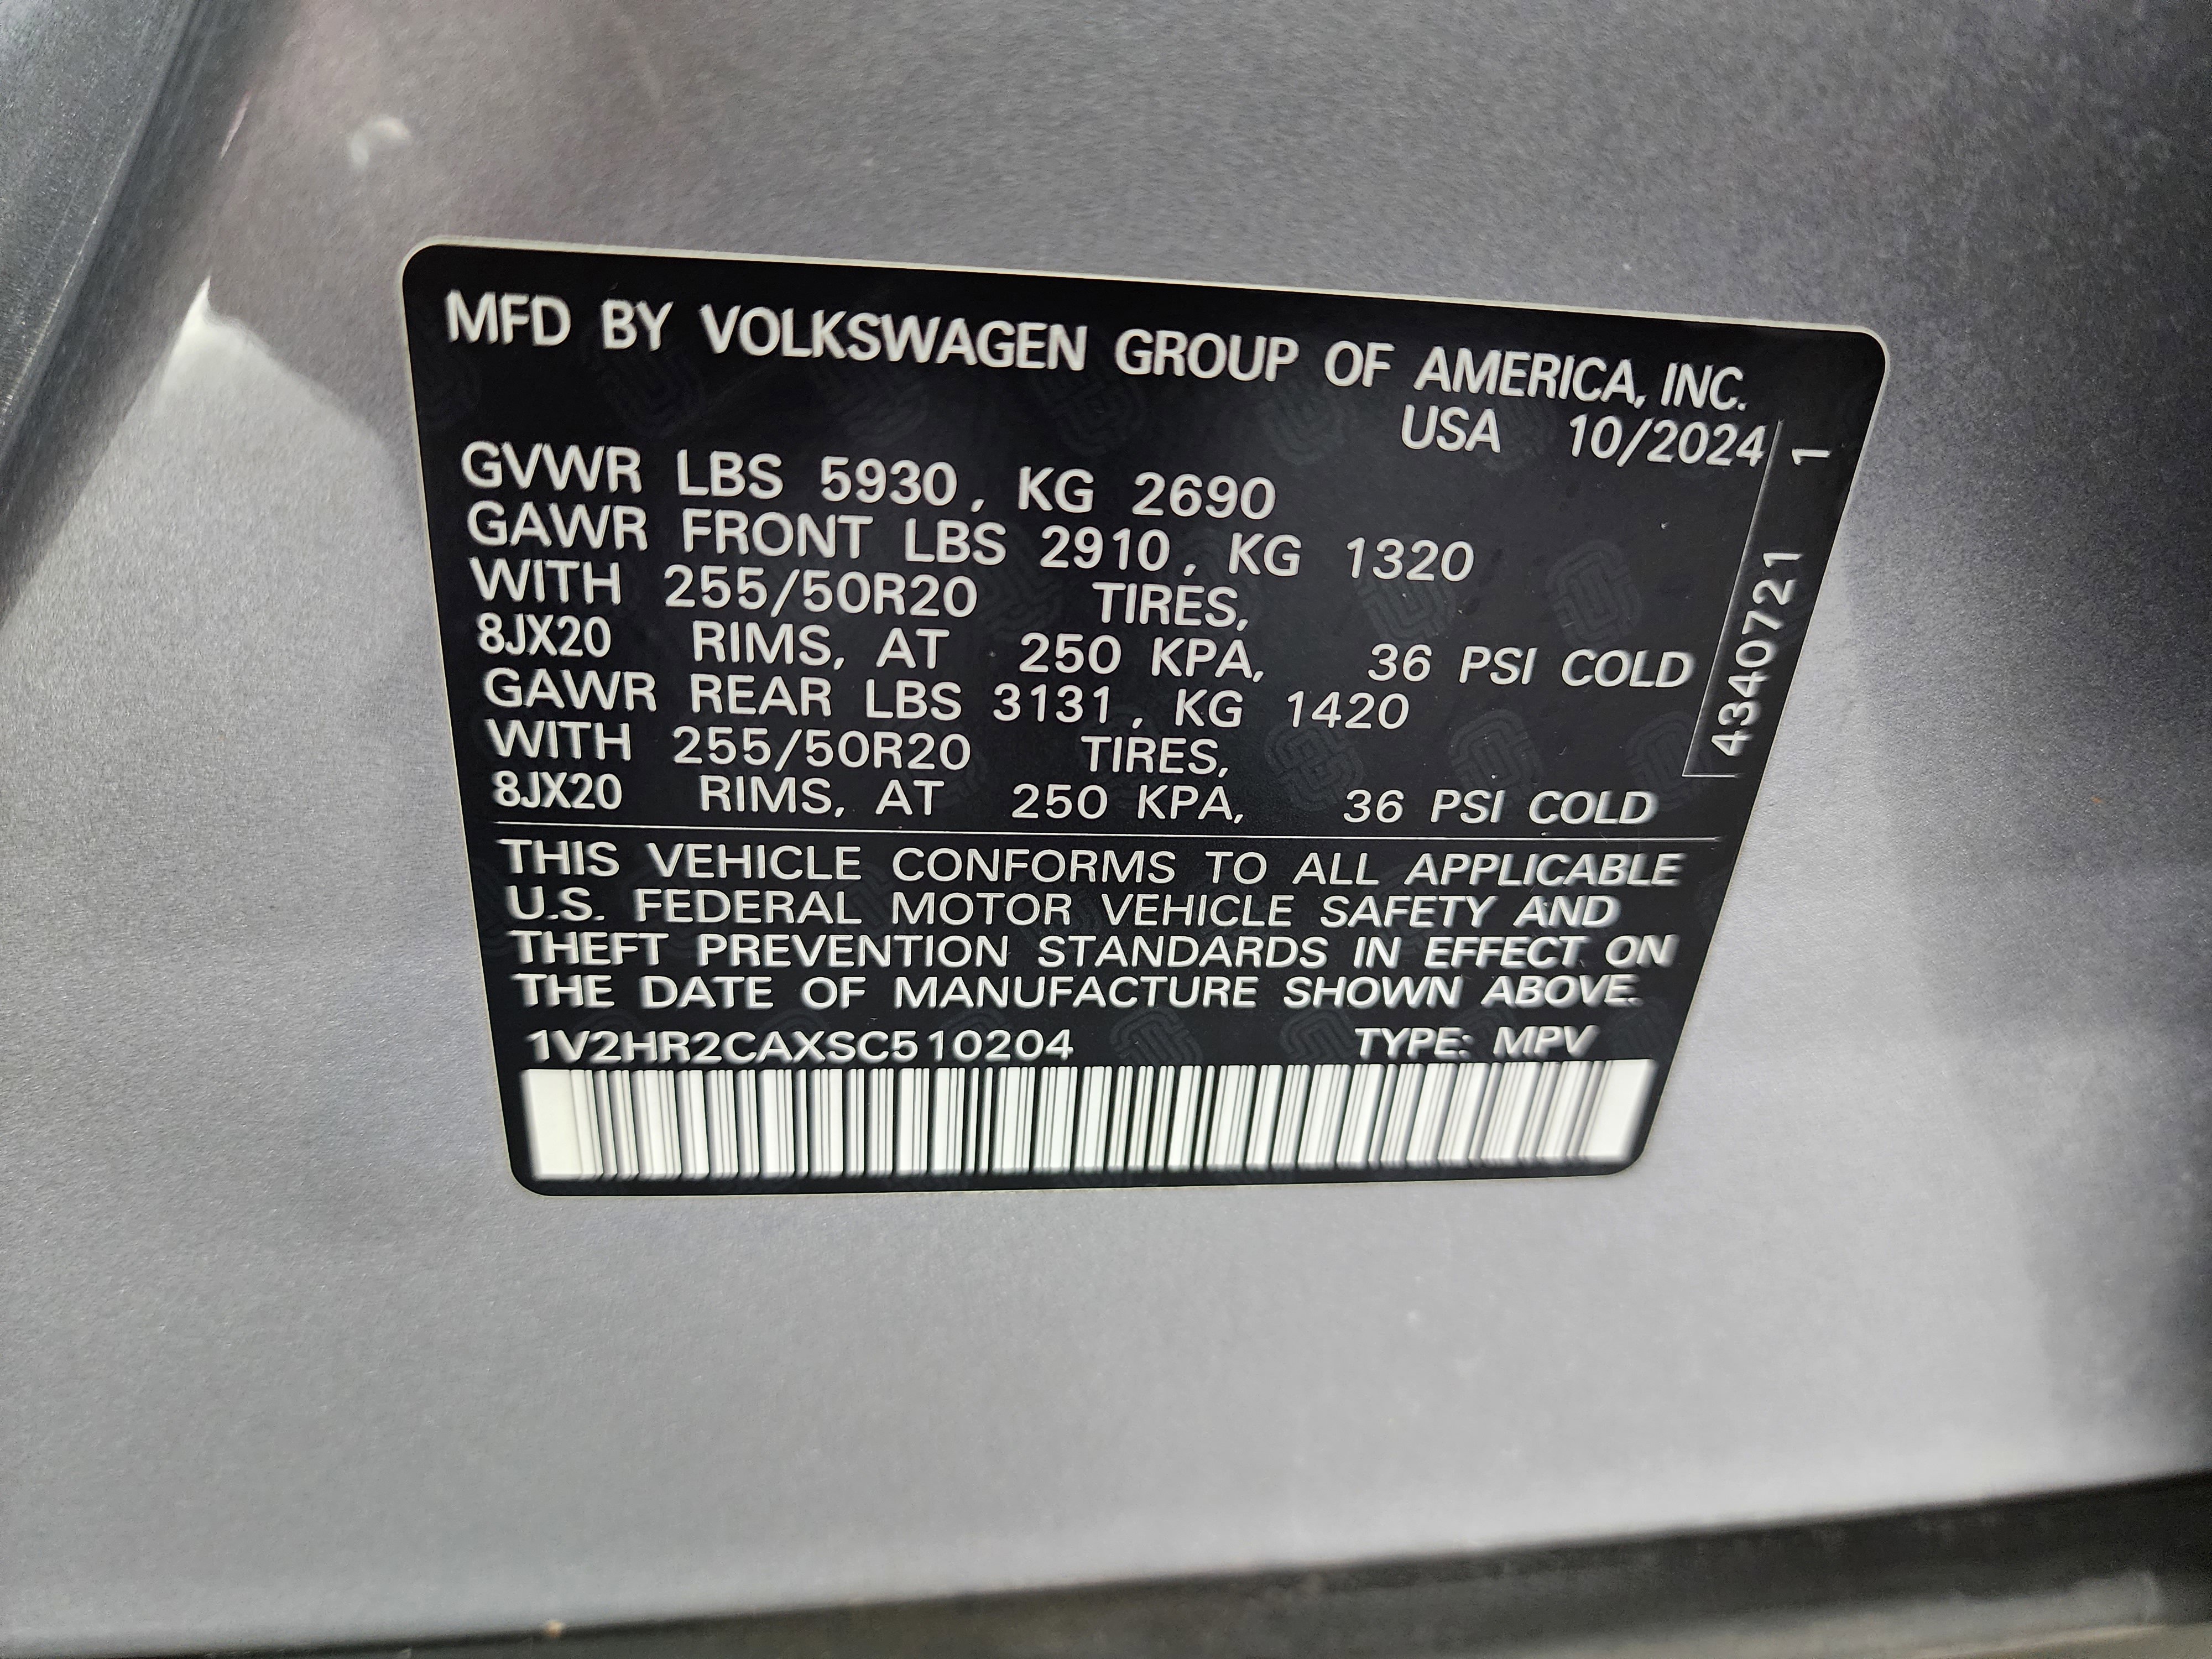 MFD BY VOLKSWAGEN GROUP OF AMERICA, INC.
USA 10/2024
GVWR LBS 5930, KG 2690
GAWR FRONT LBS 2910, KG 1320
WITH 255/50R20 TIRES,
8JX20 RIMS, AT 250 KPA, 36 PSI COLD
GAWR REAR LBS 3131, KG 1420
WITH 255/50R20 TIRES,
8JX20 RIMS, AT 250 KPA, 36 PSI COLD
43407211
THIS VEHICLE CONFORMS TO ALL APPLICABLE
U.S. FEDERAL MOTOR VEHICLE SAFETY AND
THEFT PREVENTION STANDARDS IN EFFECT ON
THE DATE OF MANUFACTURE SHOWN ABOVE.
1V2HR2CAXSC510204 TYPE: MPV